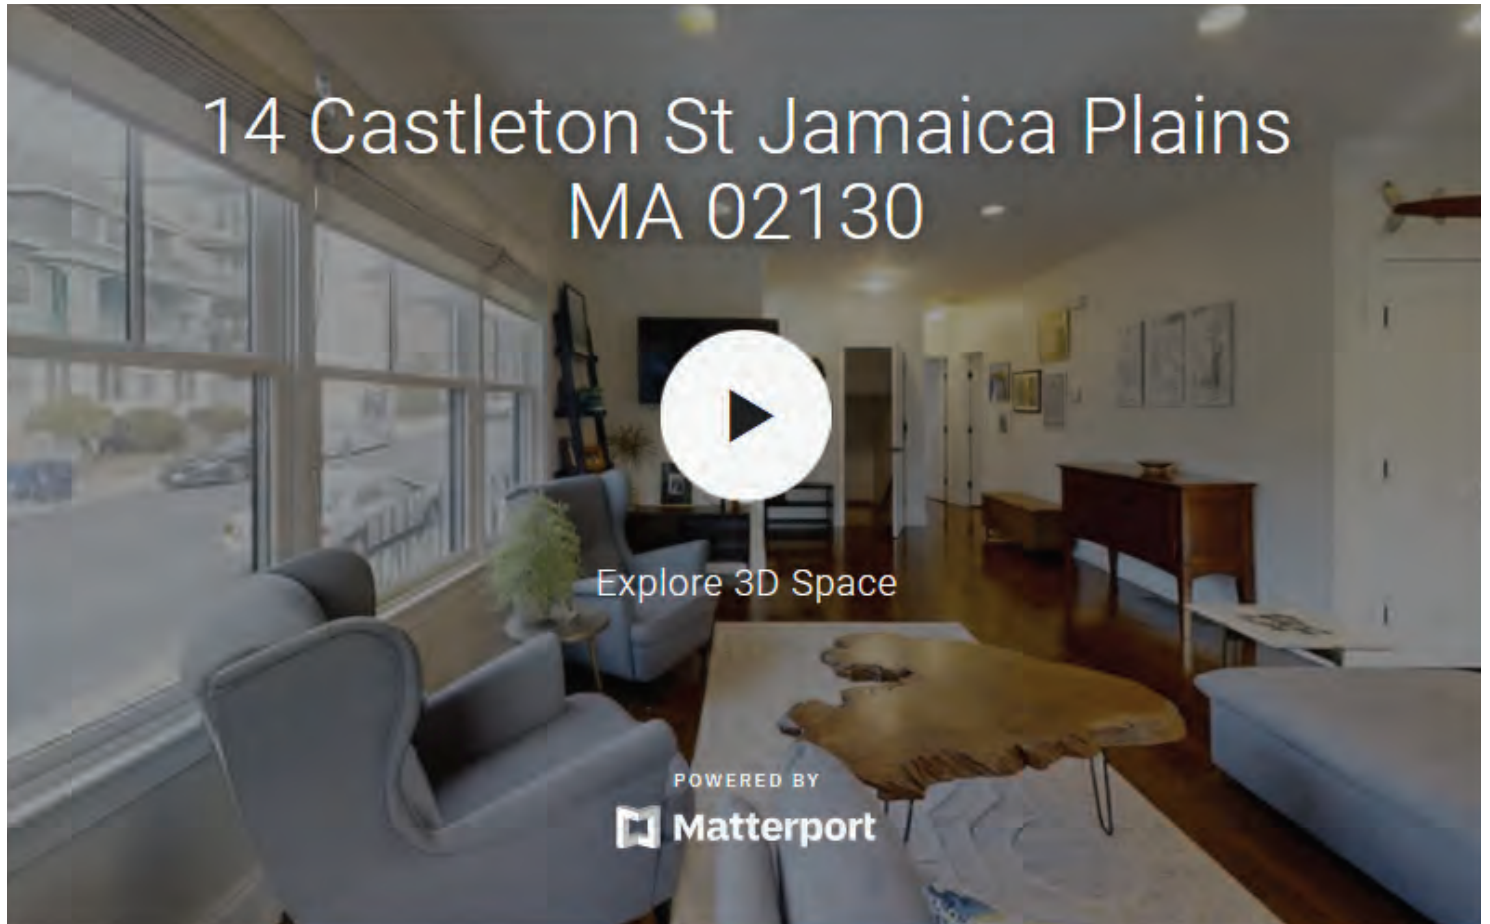 14 Castleton St Jamaica Plains
MA 02130
Explore 3D Space
POWERED BY
Matterport